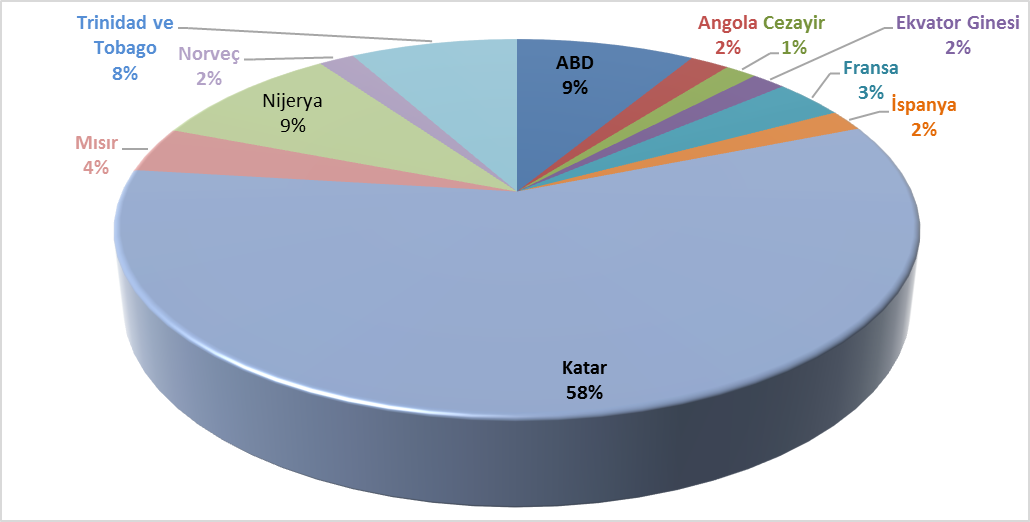 Trinidad ve
Tobago
8%
Norveç
2%
Nijerya
9%
Mısır
4%
ABD
9%
Angola
2%
Cezayir
1%
Ekvator Ginesi
2%
Fransa
3%
İspanya
2%
Katar
58%